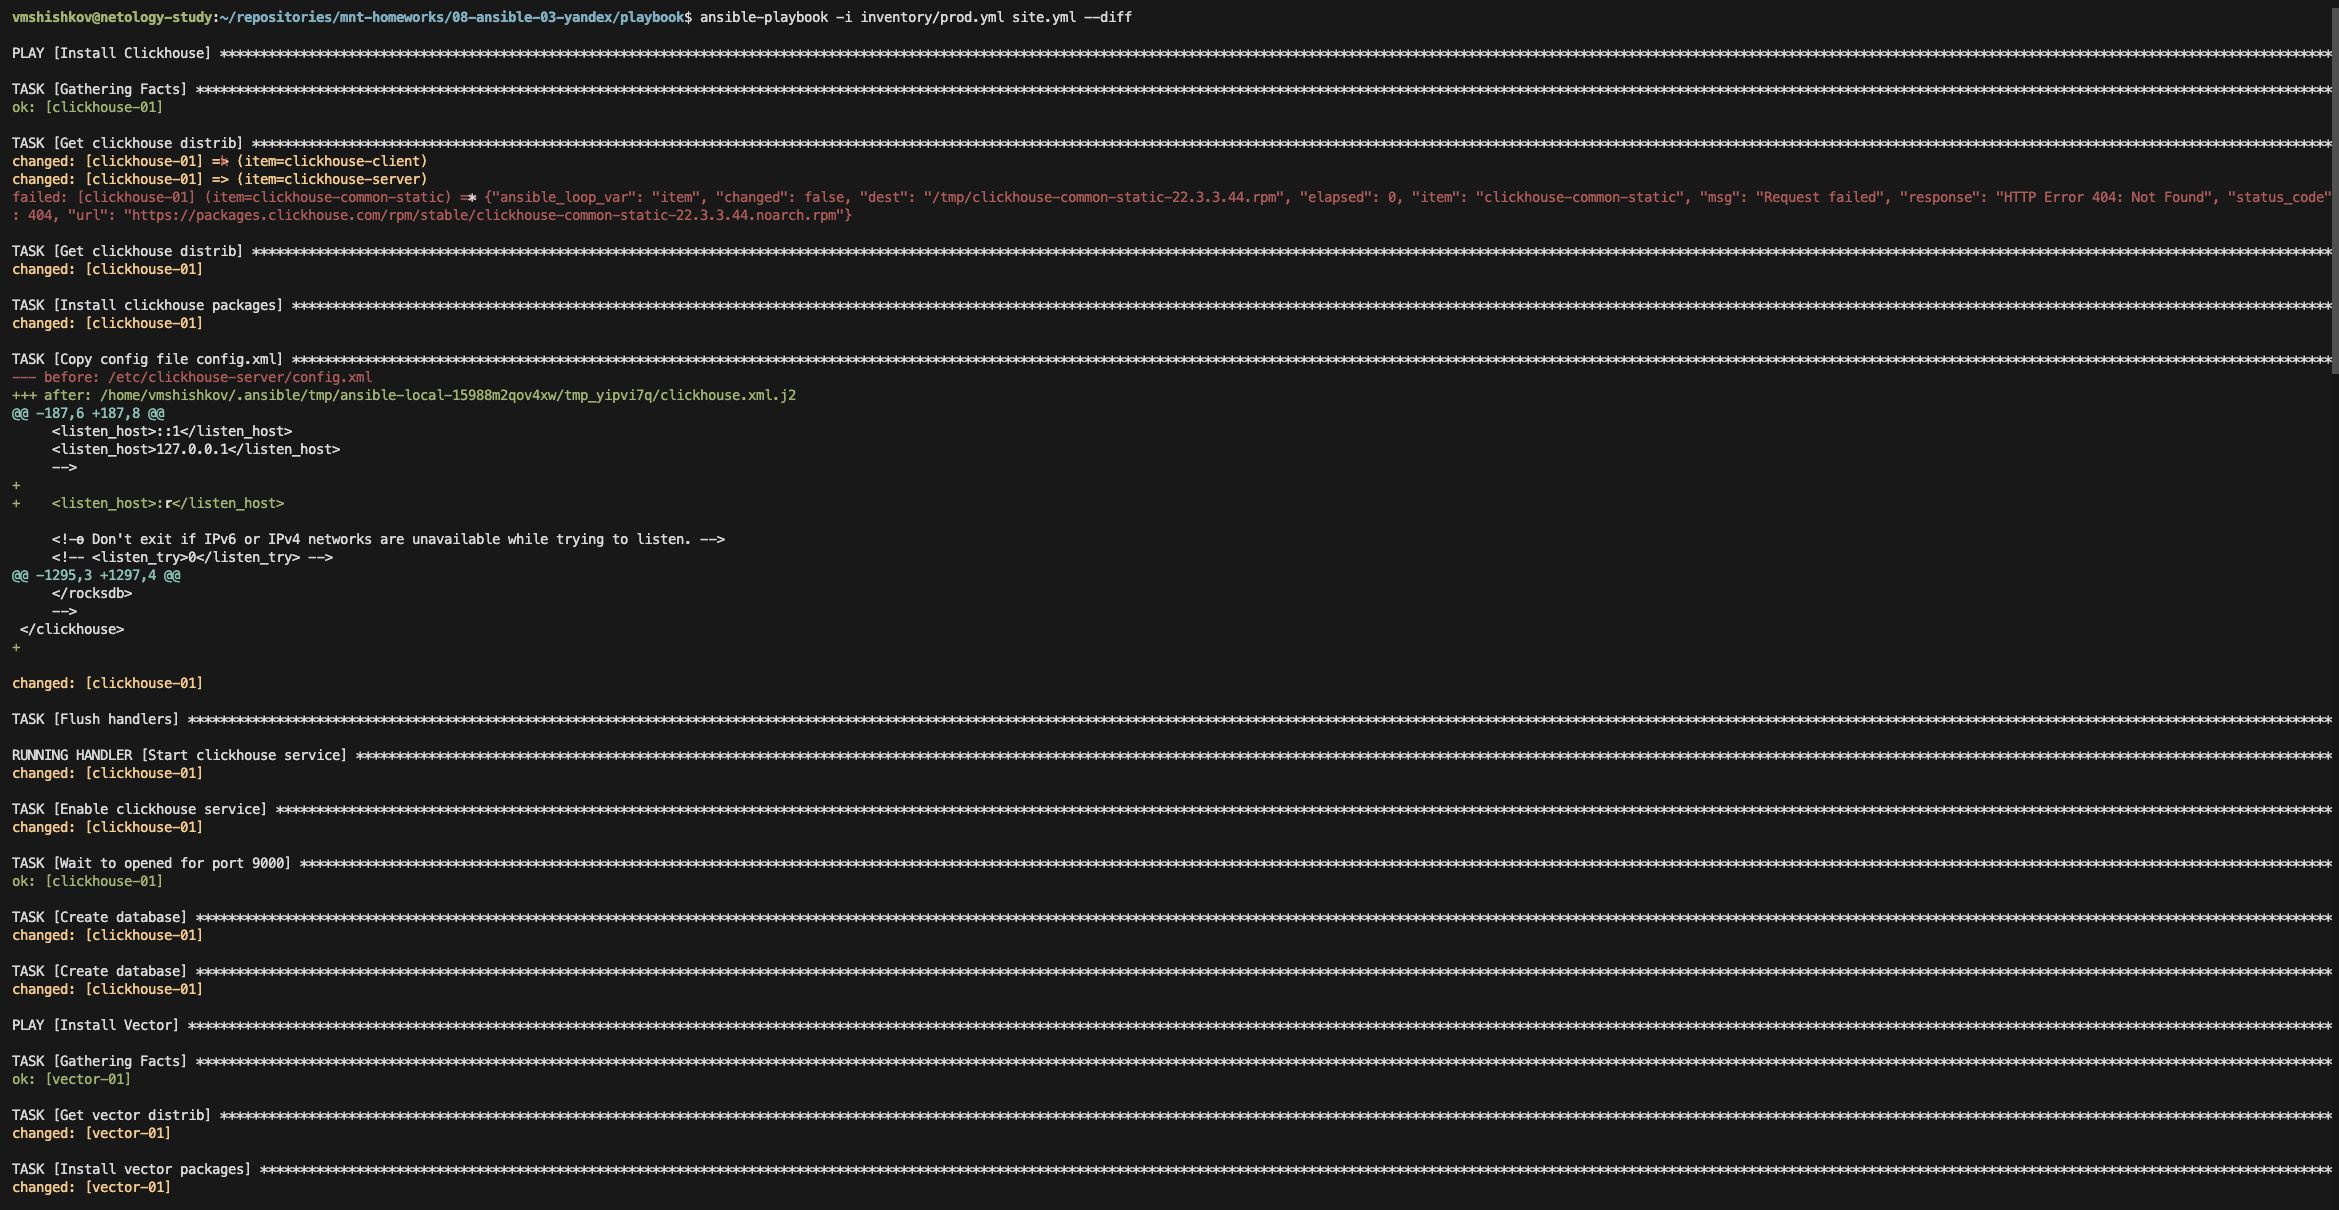 vmshishkov@netology-study:~/repositories/mnt-homeworks/08-ansible-03-yandex/playbook$ ansible-playbook -i inventory/prod.yml site.yml --diff
PLAY [Install Clickhouse] ****************************************
TASK [Gathering Facts] ****************************************
ok: [clickhouse-01]
TASK [Get clickhouse distrib] ****************************************
changed: [clickhouse-01] => (item=clickhouse-client)
changed: [clickhouse-01] => (item=clickhouse-server)
failed: [clickhouse-01] (item=clickhouse-common-static) =* {"ansible_loop_var": "item", "changed": false, "dest": "/tmp/clickhouse-common-static-22.3.3.44.rpm", "elapsed": 0, "item": "clickhouse-common-static", "msg": "Request failed", "response": "HTTP Error 404: Not Found", "status_code"
: 404, "url": "https://packages.clickhouse.com/rpm/stable/clickhouse-common-static-22.3.3.44.noarch.rpm"}
TASK [Get clickhouse distrib] ****************************************
changed: [clickhouse-01]
TASK [Install clickhouse packages] ****************************************
changed: [clickhouse-01]
TASK [Copy config file config.xml] ****************************************
--- before: /etc/clickhouse-server/config.xml
+++ after: /home/vmshishkov/.ansible/tmp/ansible-local-15988m2qov4xw/tmp_yipvi7q/clickhouse.xml.j2
@@ -187,6 +187,8 @@
     <listen_host>::1</listen_host>
     <listen_host>127.0.0.1</listen_host>
     -->
+
+    <listen_host>:r</listen_host>
     <!-o Don't exit if IPv6 or IPv4 networks are unavailable while trying to listen. -->
     <!-- <listen_try>0</listen_try> -->
@@ -1295,3 +1297,4 @@
     </rocksdb>
     -->
 </clickhouse>
+
changed: [clickhouse-01]
TASK [Flush handlers] ****************************************
RUNNING HANDLER [Start clickhouse service] ****************************************
changed: [clickhouse-01]
TASK [Enable clickhouse service] ****************************************
changed: [clickhouse-01]
TASK [Wait to opened for port 9000] ****************************************
ok: [clickhouse-01]
TASK [Create database] ****************************************
changed: [clickhouse-01]
TASK [Create database] ****************************************
changed: [clickhouse-01]
PLAY [Install Vector] ****************************************
TASK [Gathering Facts] ****************************************
ok: [vector-01]
TASK [Get vector distrib] ****************************************
changed: [vector-01]
TASK [Install vector packages] ****************************************
changed: [vector-01]